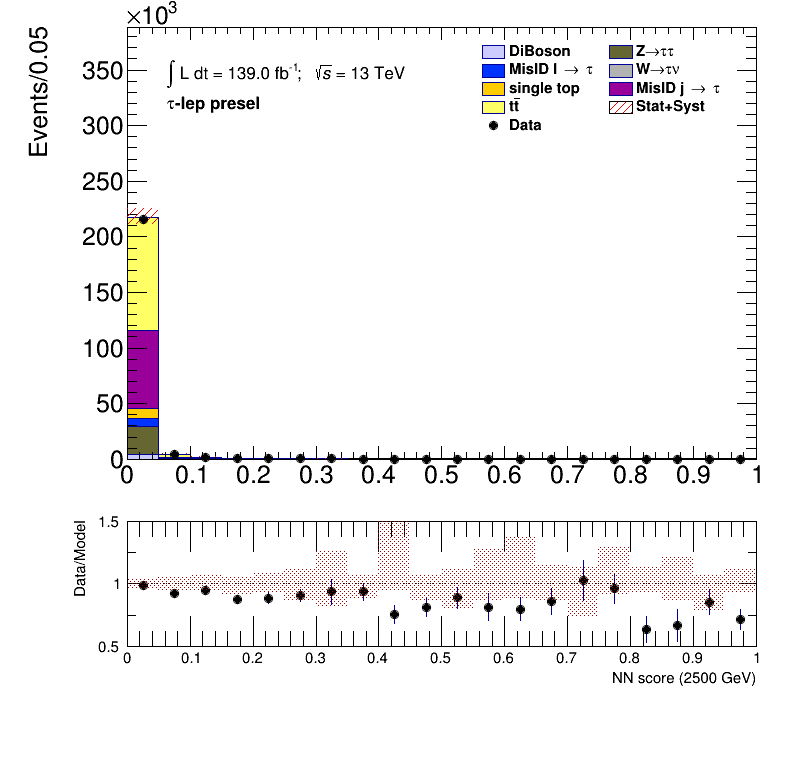 ×10³
Events/0.05
350
300
250
200
150
100
50
0
∫ L dt = 139.0 fb⁻¹; √s = 13 TeV
τ-lep presel
DiBoson
MisID l → τ
single top
tt̄
Data
Z→ττ
W→τν
MisID j → τ
Stat+Syst
0 0.1 0.2 0.3 0.4 0.5 0.6 0.7 0.8 0.9 1
Data/Model
1.5
1
0.5
0 0.1 0.2 0.3 0.4 0.5 0.6 0.7 0.8 0.9 1
NN score (2500 GeV)